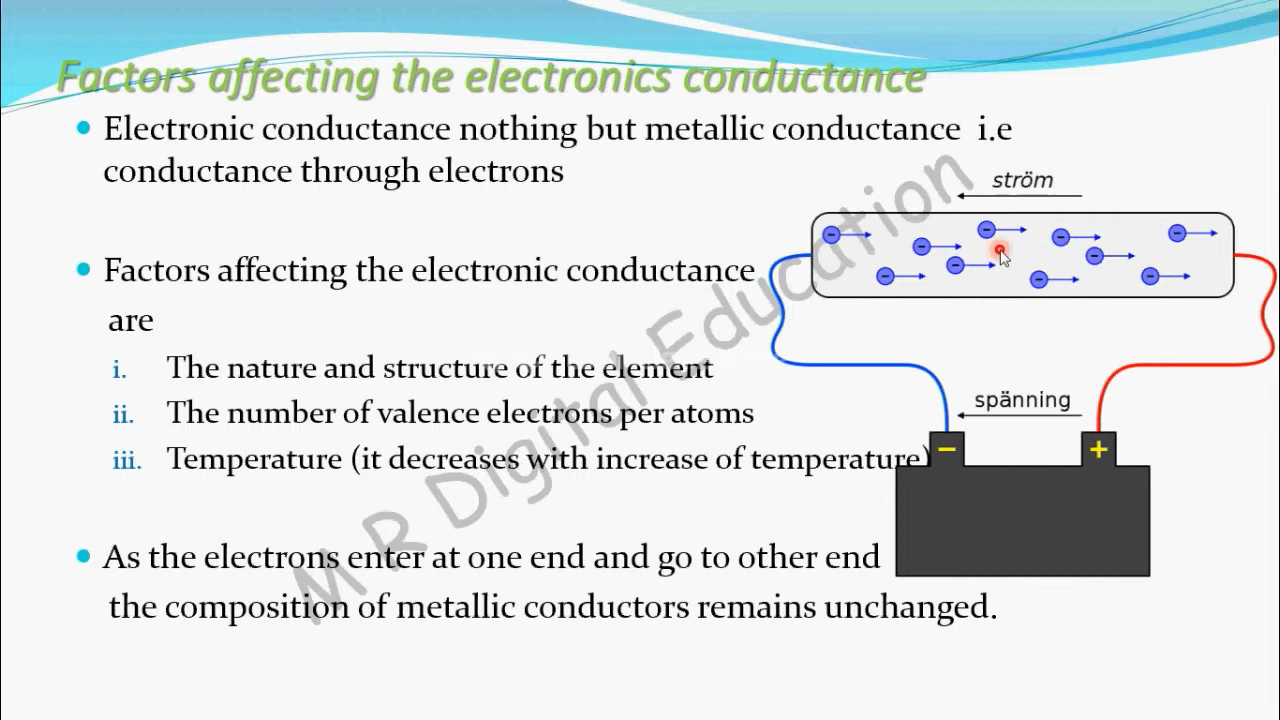 Factors affecting the electronics conductance
• Electronic conductance nothing but metallic conductance i.e
conductance through electrons
• Factors affecting the electronic conductance
are
i. The nature and structure of the element
ii. The number of valence electrons per atoms
iii. Temperature (it decreases with increase of temperature)
• As the electrons enter at one end and go to other end
the composition of metallic conductors remains unchanged.
ström
spänning
− +
M R Digital Education